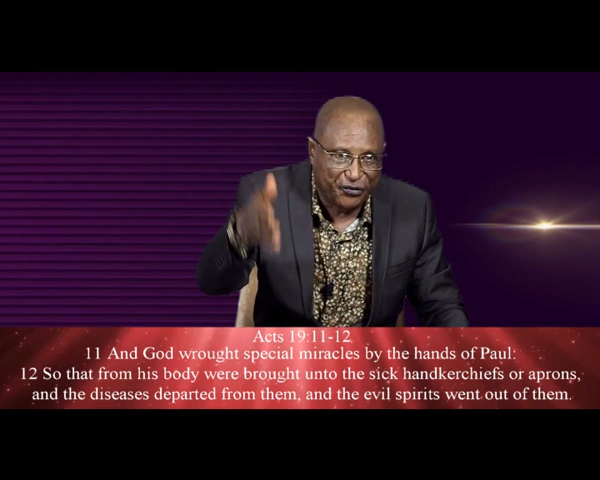 Acts 19:11-12
11 And God wrought special miracles by the hands of Paul:
12 So that from his body were brought unto the sick handkerchiefs or aprons,
and the diseases departed from them, and the evil spirits went out of them.